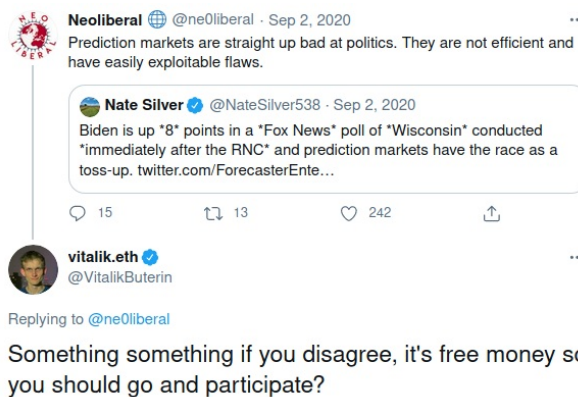 NEO
LIBERAL
Neoliberal 🌐 @ne0liberal · Sep 2, 2020
Prediction markets are straight up bad at politics. They are not efficient and
have easily exploitable flaws.
Nate Silver @NateSilver538 · Sep 2, 2020
Biden is up *8* points in a *Fox News* poll of *Wisconsin* conducted
*immediately after the RNC* and prediction markets have the race as a
toss-up. twitter.com/ForecasterEnte…
15 13 242
vitalik.eth
@VitalikButerin
Replying to @ne0liberal
Something something if you disagree, it's free money
you should go and participate?